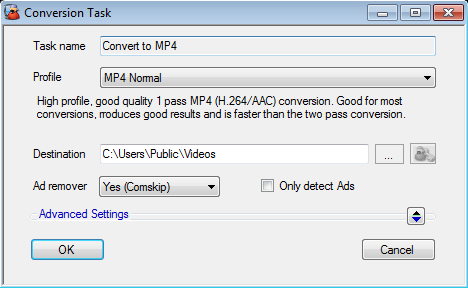 Conversion Task
Task name Convert to MP4
Profile MP4 Normal
High profile, good quality 1 pass MP4 (H.264/AAC) conversion. Good for most
conversions, rroduces good results and is faster than the two pass conversion.
Destination C:\Users\Public\Videos ...
Ad remover Yes (Comskip) Only detect Ads
Advanced Settings
OK Cancel